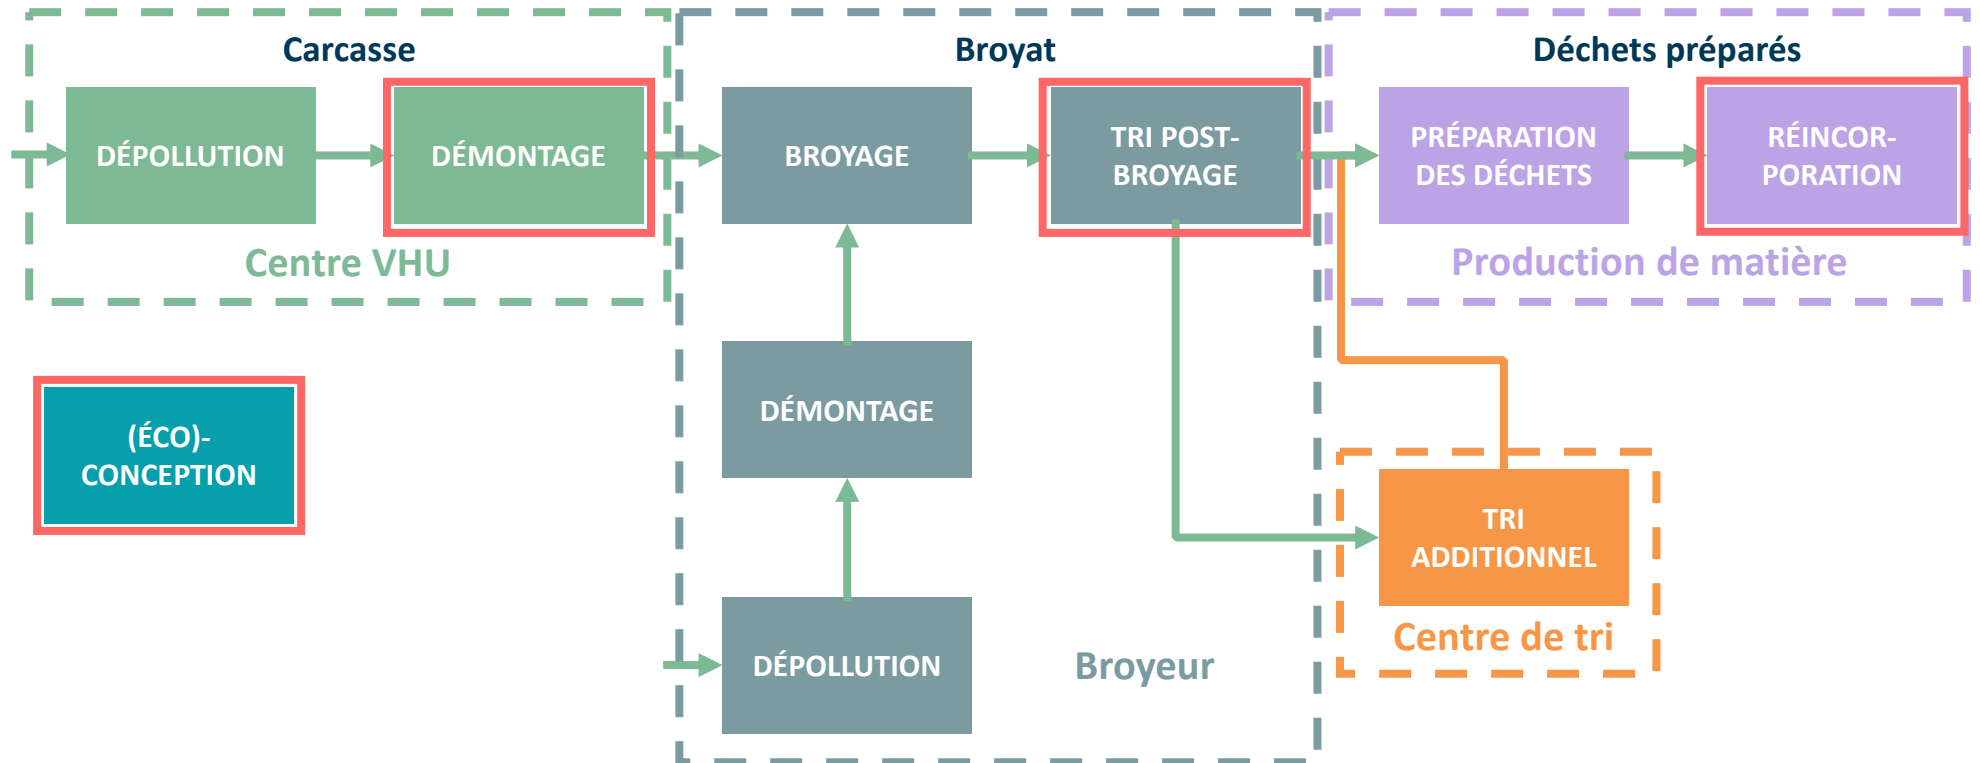 Carcasse
DÉPOLLUTION
DÉMONTAGE
Centre VHU
(ÉCO)-
CONCEPTION
Broyat
BROYAGE
TRI POST-
BROYAGE
DÉMONTAGE
DÉPOLLUTION
Broyeur
Déchets préparés
PRÉPARATION
DES DÉCHETS
RÉINCOR-
PORATION
Production de matière
TRI
ADDITIONNEL
Centre de tri